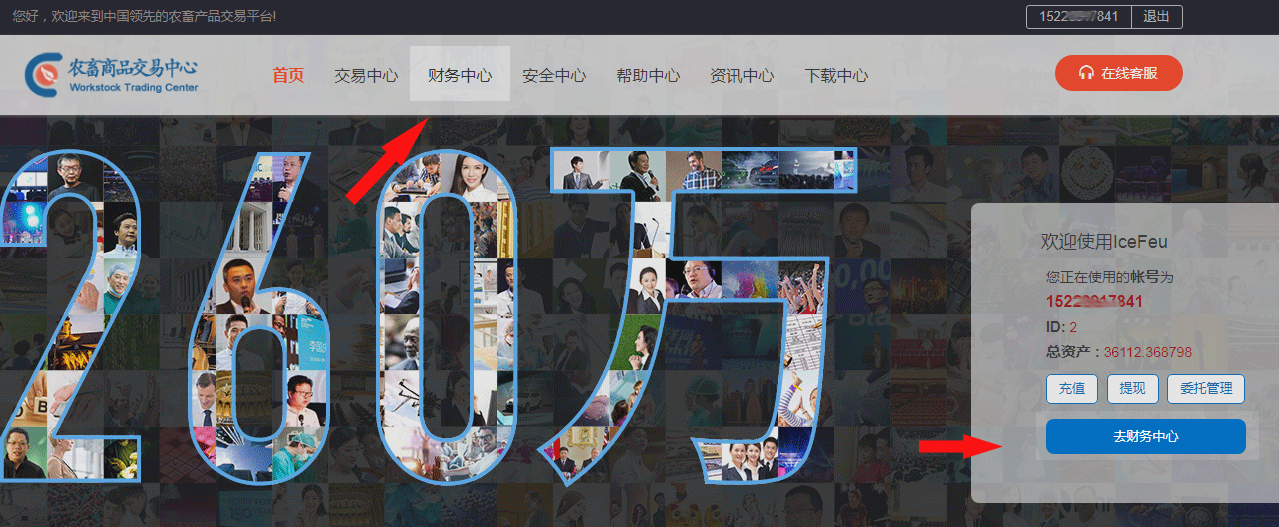 您好，欢迎来到中国领先的农畜产品交易平台!
7841 退出
农畜商品交易中心
Workstock Trading Center
首页 交易中心 财务中心 安全中心 帮助中心 资讯中心 下载中心
在线客服
260万
欢迎使用IceFeu
您正在使用的帐号为
7841
ID: 2
总资产：36112.368798
充值 提现 委托管理
去财务中心